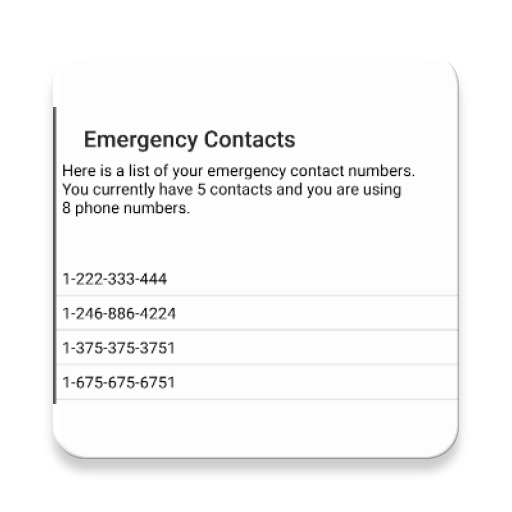 Emergency Contacts
Here is a list of your emergency contact numbers.
You currently have 5 contacts and you are using
8 phone numbers.
1-222-333-444
1-246-886-4224
1-375-375-3751
1-675-675-6751